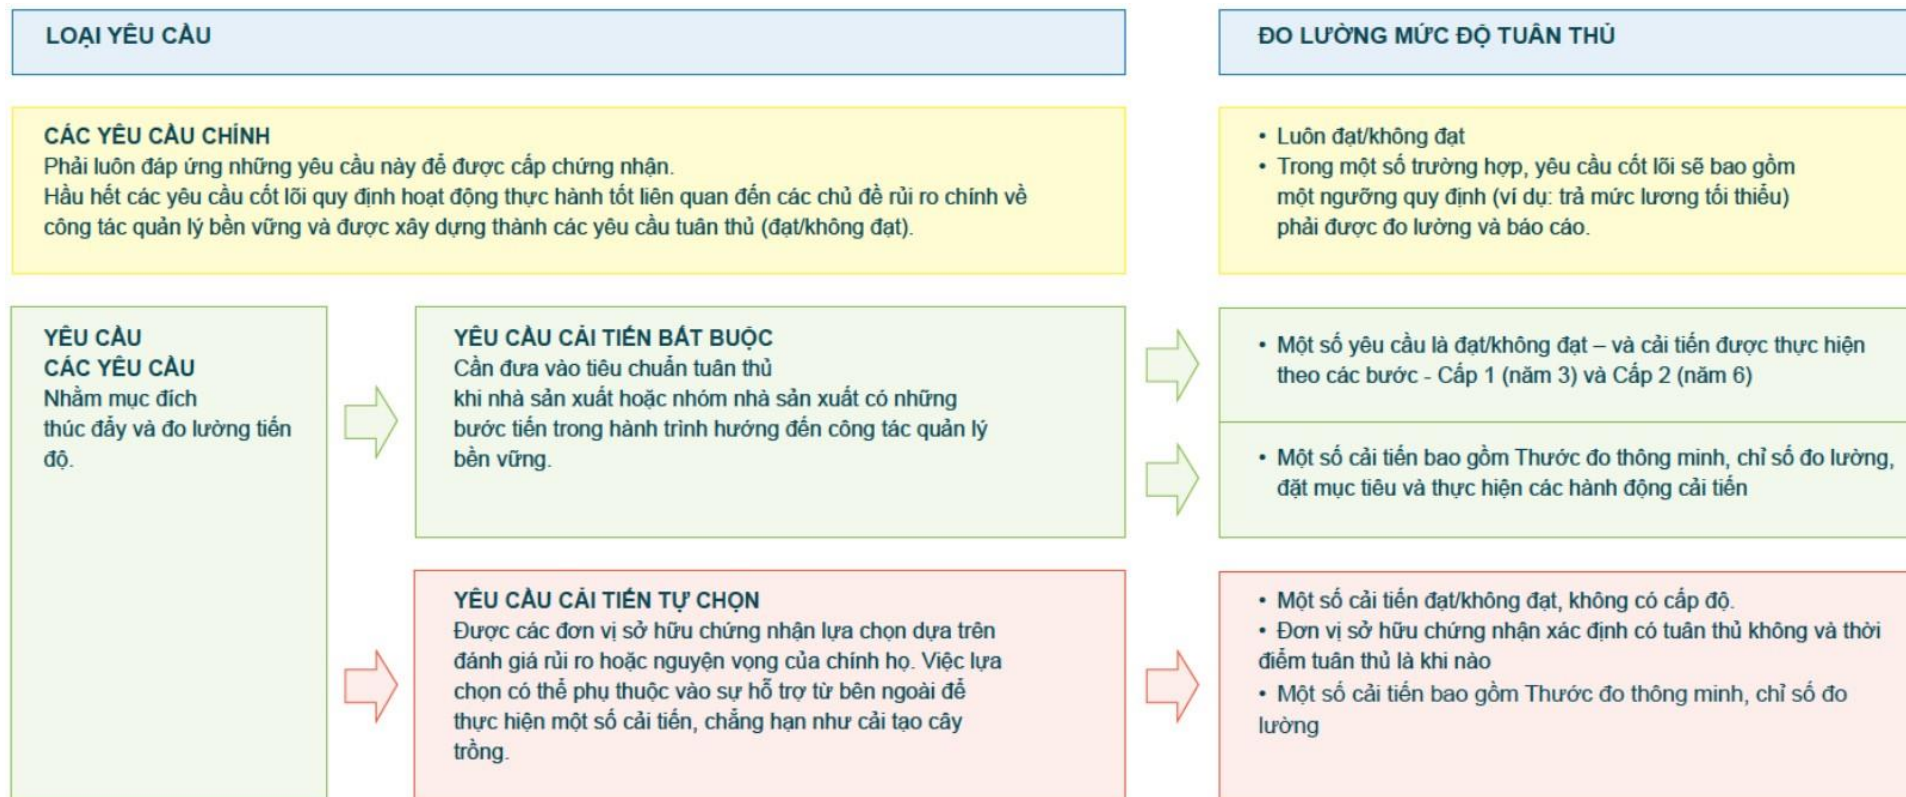 LOẠI YÊU CẦU
ĐO LƯỜNG MỨC ĐỘ TUÂN THỦ
CÁC YÊU CẦU CHÍNH
Phải luôn đáp ứng những yêu cầu này để được cấp chứng nhận.
Hầu hết các yêu cầu cốt lõi quy định hoạt động thực hành tốt liên quan đến các chủ đề rủi ro chính về
công tác quản lý bền vững và được xây dựng thành các yêu cầu tuân thủ (đạt/không đạt).
• Luôn đạt/không đạt
• Trong một số trường hợp, yêu cầu cốt lõi sẽ bao gồm
một ngưỡng quy định (ví dụ: trả mức lương tối thiểu)
phải được đo lường và báo cáo.
YÊU CẦU
CÁC YÊU CẦU
Nhằm mục đích
thúc đẩy và đo lường tiến
độ.
YÊU CẦU CẢI TIẾN BẮT BUỘC
Cần đưa vào tiêu chuẩn tuân thủ
khi nhà sản xuất hoặc nhóm nhà sản xuất có những
bước tiến trong hành trình hướng đến công tác quản lý
bền vững.
• Một số yêu cầu là đạt/không đạt – và cải tiến được thực hiện
theo các bước - Cấp 1 (năm 3) và Cấp 2 (năm 6)
• Một số cải tiến bao gồm Thước đo thông minh, chỉ số đo lường,
đặt mục tiêu và thực hiện các hành động cải tiến
YÊU CẦU CẢI TIẾN TỰ CHỌN
Được các đơn vị sở hữu chứng nhận lựa chọn dựa trên
đánh giá rủi ro hoặc nguyện vọng của chính họ. Việc lựa
chọn có thể phụ thuộc vào sự hỗ trợ từ bên ngoài để
thực hiện một số cải tiến, chẳng hạn như cải tạo cây
trồng.
• Một số cải tiến đạt/không đạt, không có cấp độ.
• Đơn vị sở hữu chứng nhận xác định có tuân thủ không và thời
điểm tuân thủ là khi nào
• Một số cải tiến bao gồm Thước đo thông minh, chỉ số đo
lường